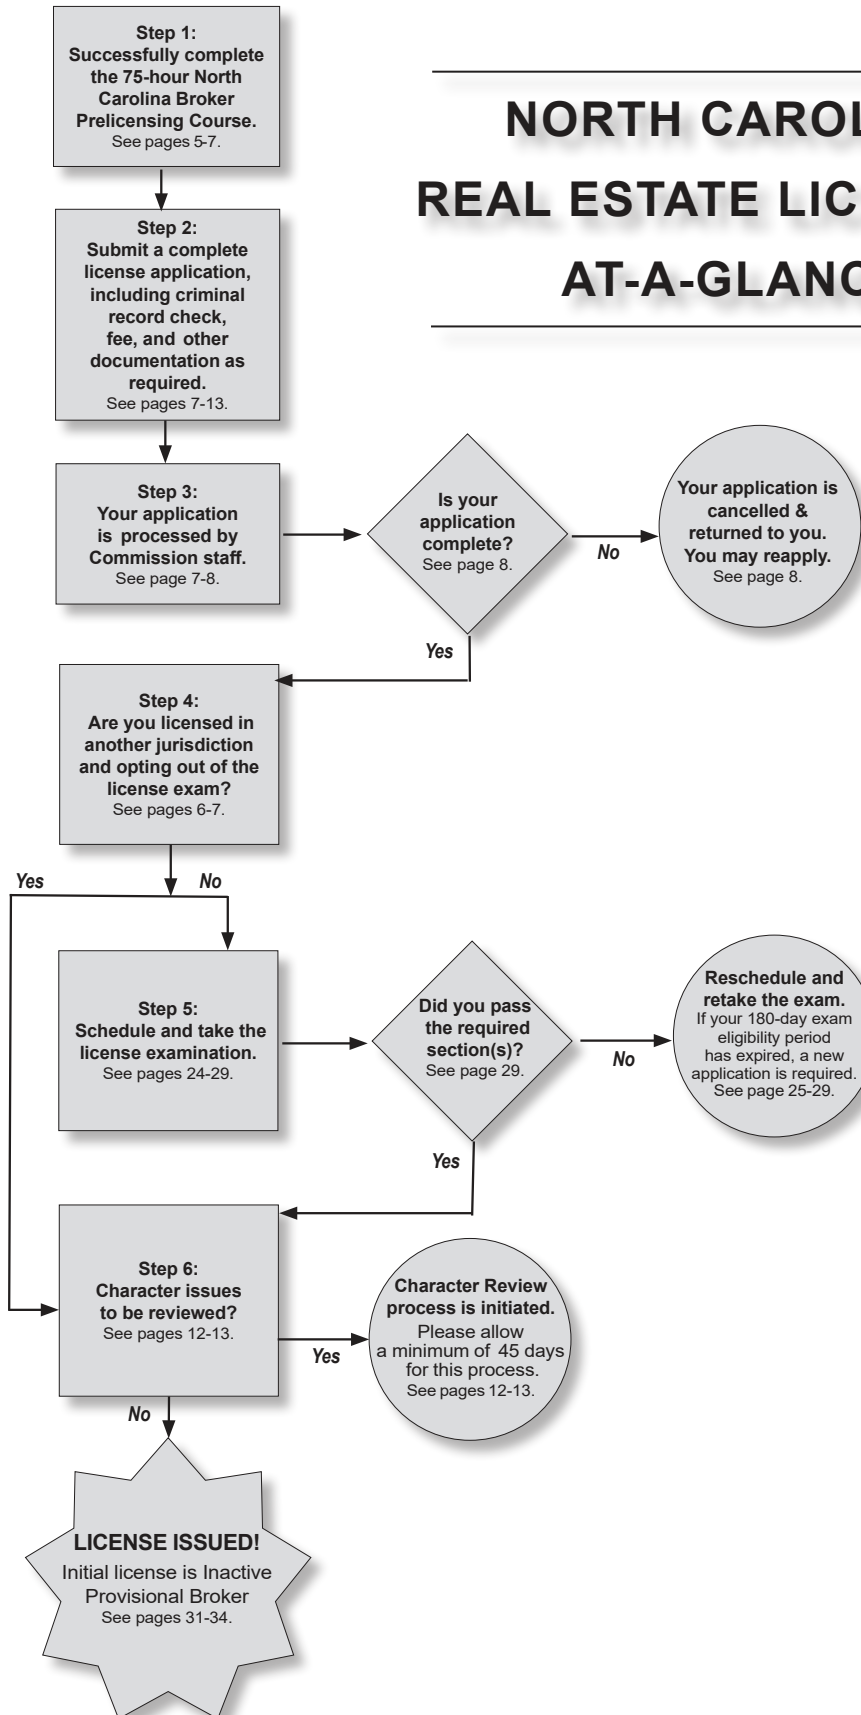 Step 1:
Successfully complete
the 75-hour North
Carolina Broker
Prelicensing Course.
See pages 5-7.
NORTH CAROL
REAL ESTATE LIC
AT-A-GLANC
Step 2:
Submit a complete
license application,
including criminal
record check,
fee, and other
documentation as
required.
See pages 7-13.
Step 3:
Your application
is processed by
Commission staff.
See page 7-8.
Is your
application
complete?
See page 8.
No
Your application is
cancelled &
returned to you.
You may reapply.
See page 8.
Yes
Step 4:
Are you licensed in
another jurisdiction
and opting out of the
license exam?
See pages 6-7.
Yes
No
Step 5:
Schedule and take the
license examination.
See pages 24-29.
Did you pass
the required
section(s)?
See page 29.
No
Reschedule and
retake the exam.
If your 180-day exam
eligibility period
has expired, a new
application is required.
See page 25-29.
Yes
Step 6:
Character issues
to be reviewed?
See pages 12-13.
Yes
Character Review
process is initiated.
Please allow
a minimum of 45 days
for this process.
See pages 12-13.
No
LICENSE ISSUED!
Initial license is Inactive
Provisional Broker
See pages 31-34.